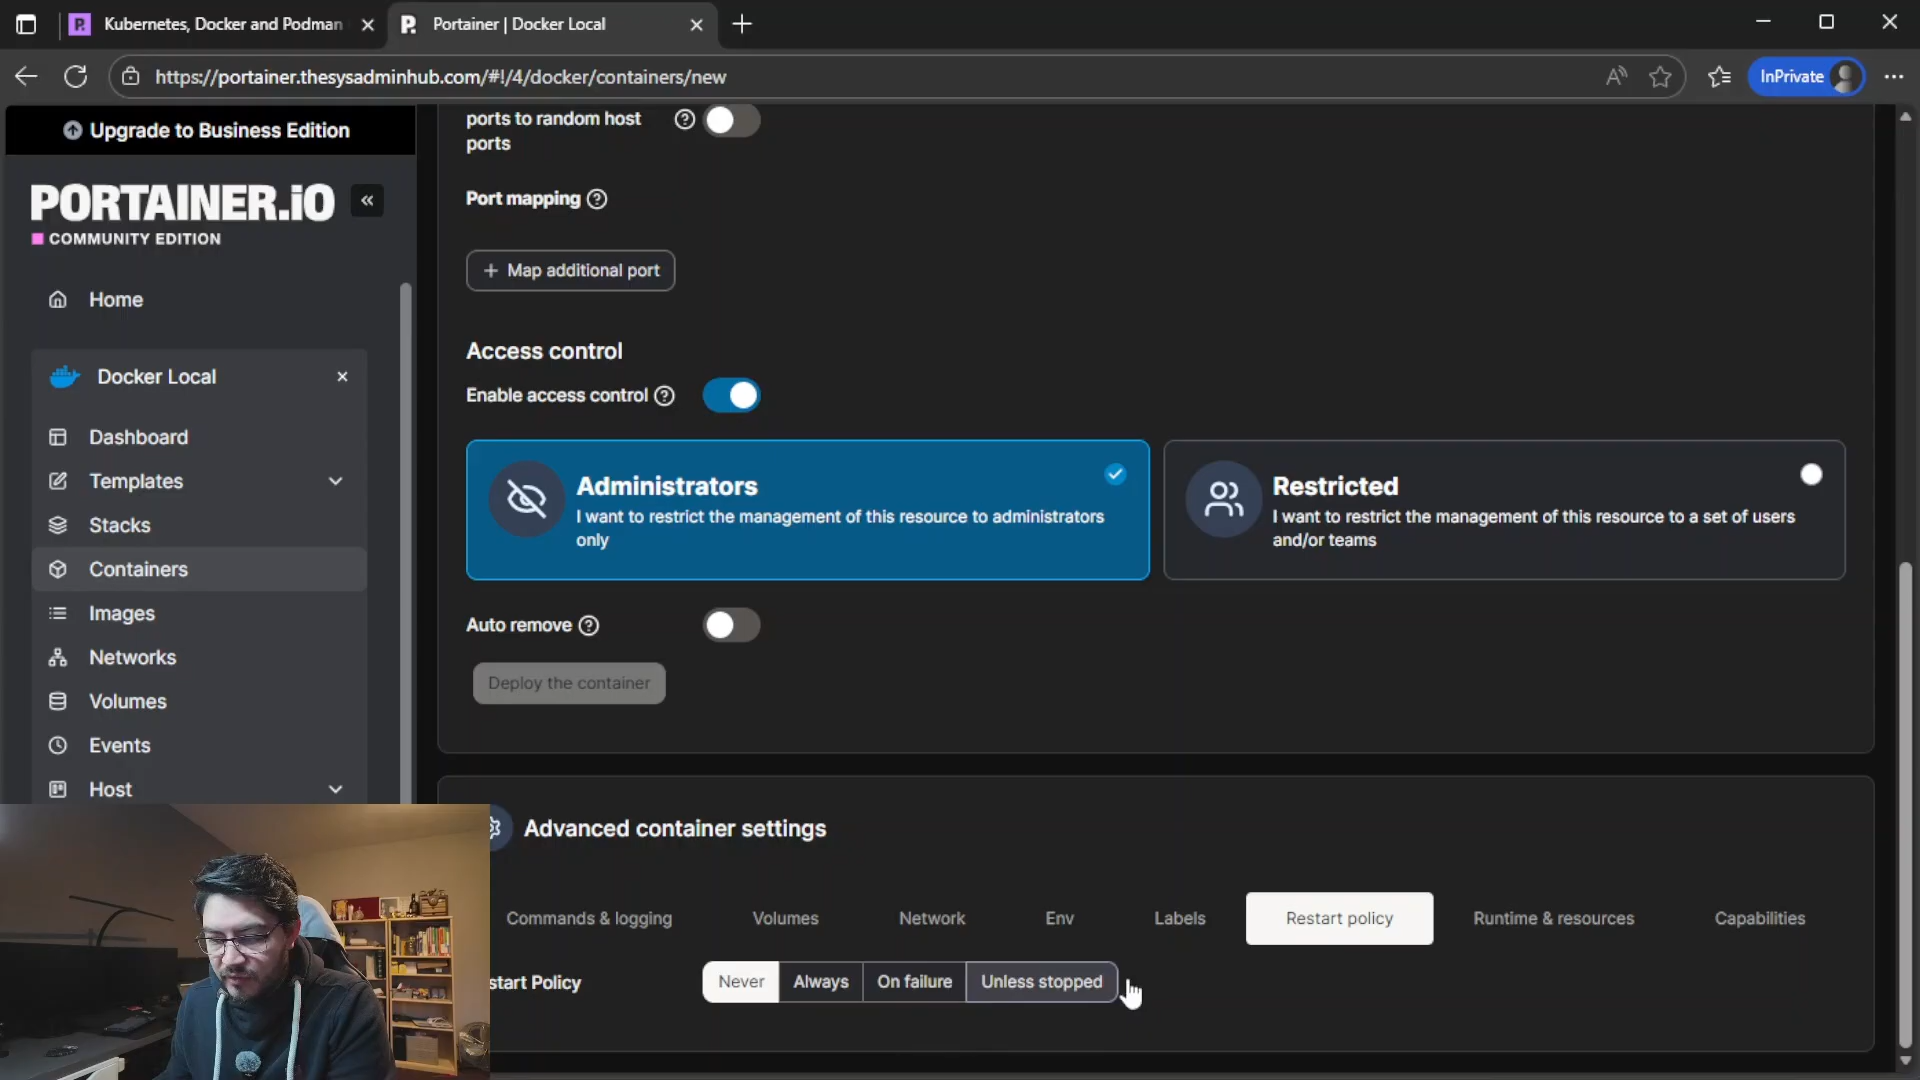 Kubernetes, Docker and Podman
Portainer | Docker Local
https://portainer.thesysadminhub.com/#!/4/docker/containers/new
InPrivate
Upgrade to Business Edition
PORTAINER.iO
COMMUNITY EDITION
Home
Docker Local
Dashboard
Templates
Stacks
Containers
Images
Networks
Volumes
Events
Host
ports to random host
ports
Port mapping
+ Map additional port
Access control
Enable access control
Administrators
I want to restrict the management of this resource to administrators
only
Restricted
I want to restrict the management of this resource to a set of users
and/or teams
Auto remove
Deploy the container
Advanced container settings
Commands & logging
Volumes
Network
Env
Labels
Restart policy
Runtime & resources
Capabilities
start Policy
Never
Always
On failure
Unless stopped